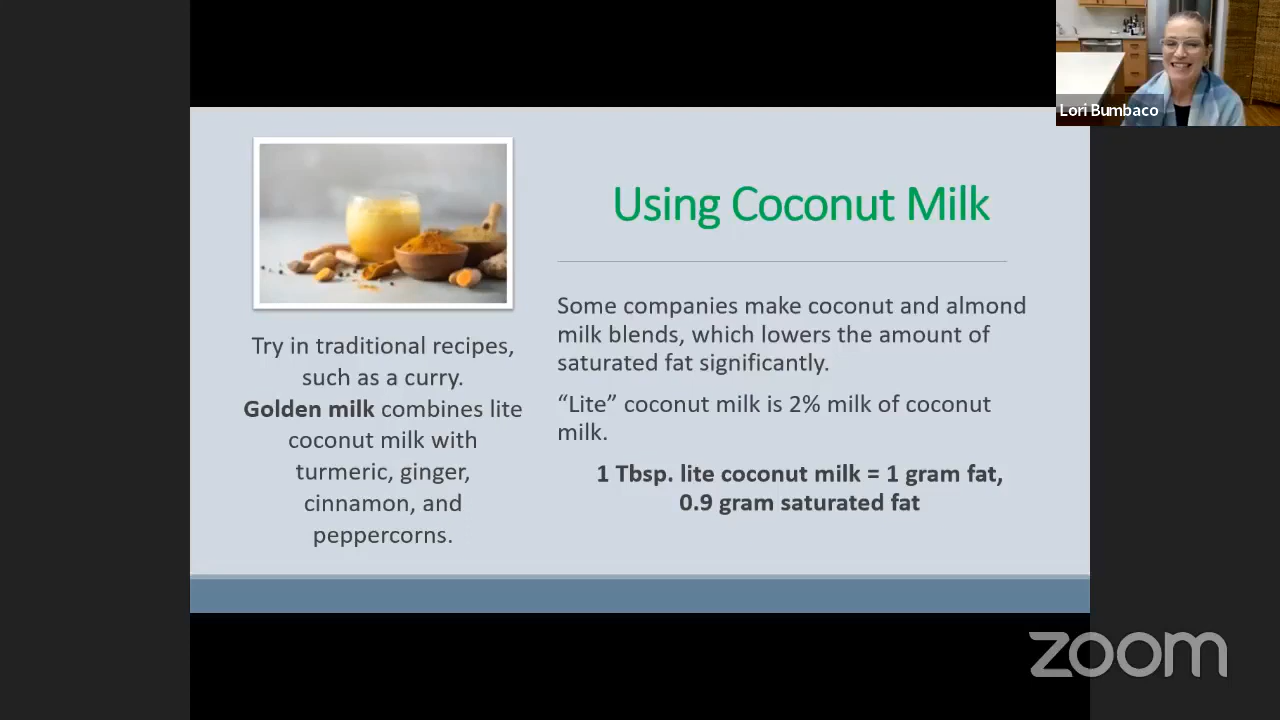 Lori Bumbaco
Using Coconut Milk
Some companies make coconut and almond
milk blends, which lowers the amount of
saturated fat significantly.
“Lite” coconut milk is 2% milk of coconut
milk.
1 Tbsp. lite coconut milk = 1 gram fat,
0.9 gram saturated fat
Try in traditional recipes,
such as a curry.
Golden milk combines lite
coconut milk with
turmeric, ginger,
cinnamon, and
peppercorns.
zoom